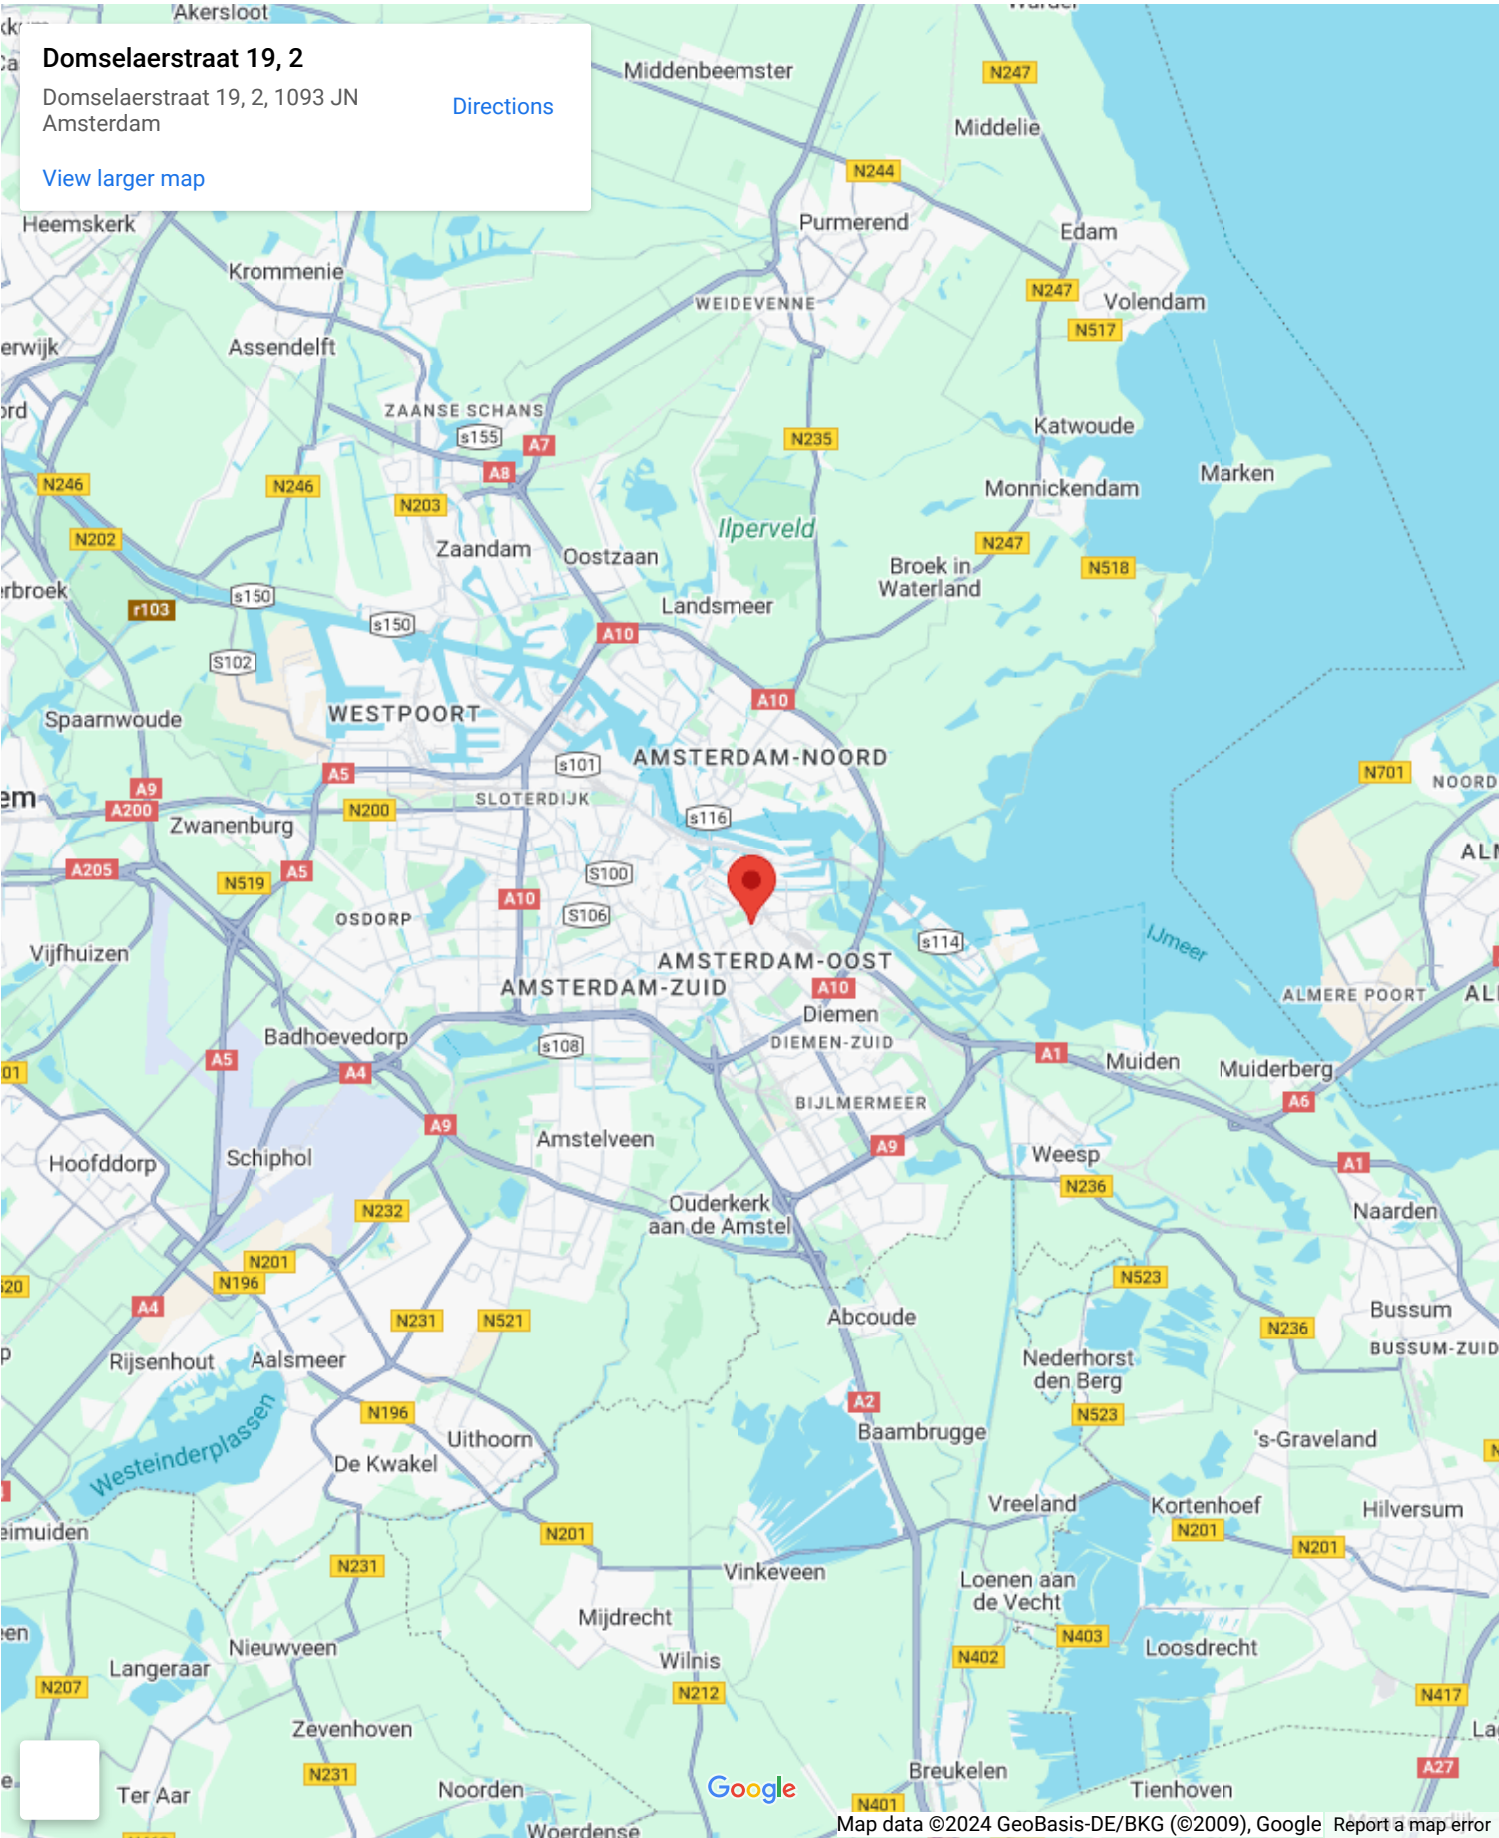 Akersloot
Domselaerstraat 19, 2
Domselaerstraat 19, 2, 1093 JN
Amsterdam
Directions
View larger map
Middenbeemster
N247
Middelie
N244
Heemskerk
Purmerend
Edam
Krommenie
N247
WEIDEVENNE
Volendam
N517
erwijk
Assendelft
ZAANSE SCHANS
s155
A7
N235
Katwoude
A8
Marken
N246
N246
N203
Monnickendam
Ilperveld
N202
Zaandam
Oostzaan
N247
Broek in
Waterland
N518
erbroek
s150
r103
Landsmeer
s150
A10
S102
A10
Spaarnwoude
WESTPOORT
AMSTERDAM-NOORD
s101
A5
N701
NOORD
A9
A200
SLOTERDIJK
N200
s116
em
Zwanenburg
A205
A5
N519
S100
A10
S106
OSDORP
Vijfhuizen
s114
IJmeer
AMSTERDAM-OOST
AMSTERDAM-ZUID
A10
ALMERE POORT
Diemen
Badhoevedorp
s108
DIEMEN-ZUID
A5
A4
A1
Muiden
Muiderberg
01
BIJLMERMEER
A6
A9
Amstelveen
A9
Hoofddorp
Schiphol
Weesp
A1
N236
N232
Ouderkerk
aan de Amstel
Naarden
N201
N196
520
N523
A4
N231
N521
Abcoude
Bussum
N236
BUSSUM-ZUID
Rijsenhout
Aalsmeer
Nederhorst
den Berg
A2
N196
N523
Westeinderplassen
Uithoorn
Baambrugge
's-Graveland
De Kwakel
Vreeland
Kortenhoef
Hilversum
eimuiden
N201
N201
N201
N231
Vinkeveen
Loenen aan
de Vecht
Mijdrecht
N403
Nieuwveen
Loosdrecht
een
Langeraar
Wilnis
N402
N207
N212
N417
Zevenhoven
A27
N231
Noorden
Google
Breukelen
Ter Aar
Tienhoven
N401
Woerdense
Map data ©2024 GeoBasis-DE/BKG (©2009), Google
Report a map error